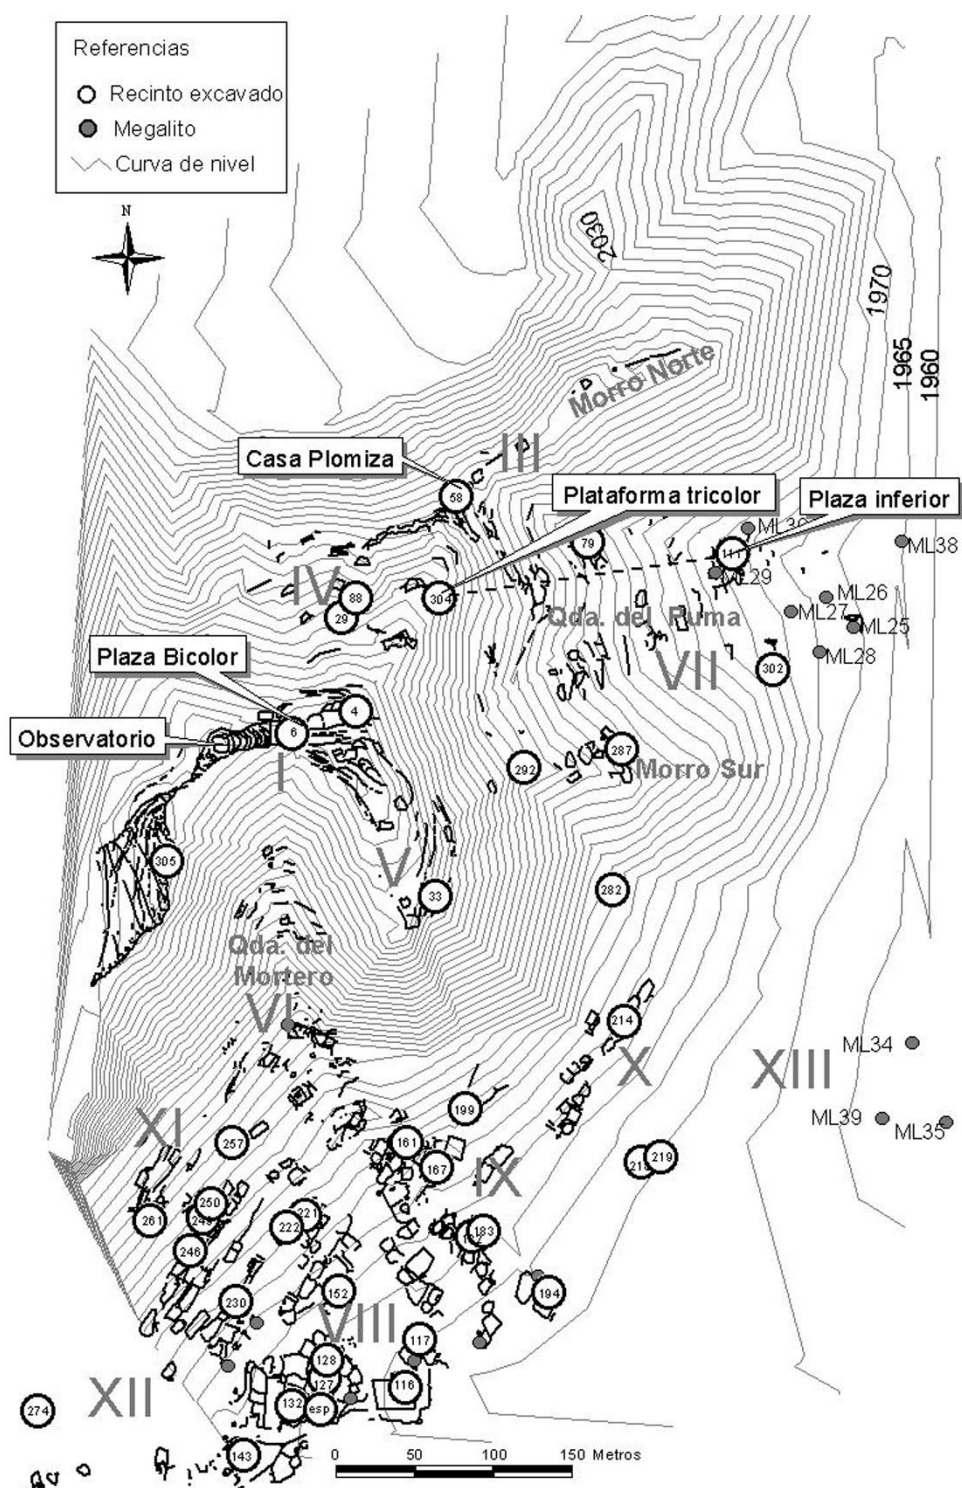 Referencias
Recinto excavado
Megalito
Curva de nivel
N
2030
1970
1965
1960
Morro Norte
III
Casa Plomiza
58
Plataforma tricolor
Plaza inferior
79
ML38
ML29
IV
88
29
304
Qda. del Puma
ML26
ML27
ML25
ML28
VII
302
Plaza Bicolor
4
6
Observatorio
I
292
287
Morro Sur
305
V
33
282
Qda. del
Mortero
VI
214
X
XIII
ML34
ML39
ML35
XI
199
257
161
167
IX
219
250
261
221
222
183
246
230
152
194
VIII
117
128
127
116
XII
274
132
esp
143
0 50 100 150 Metros